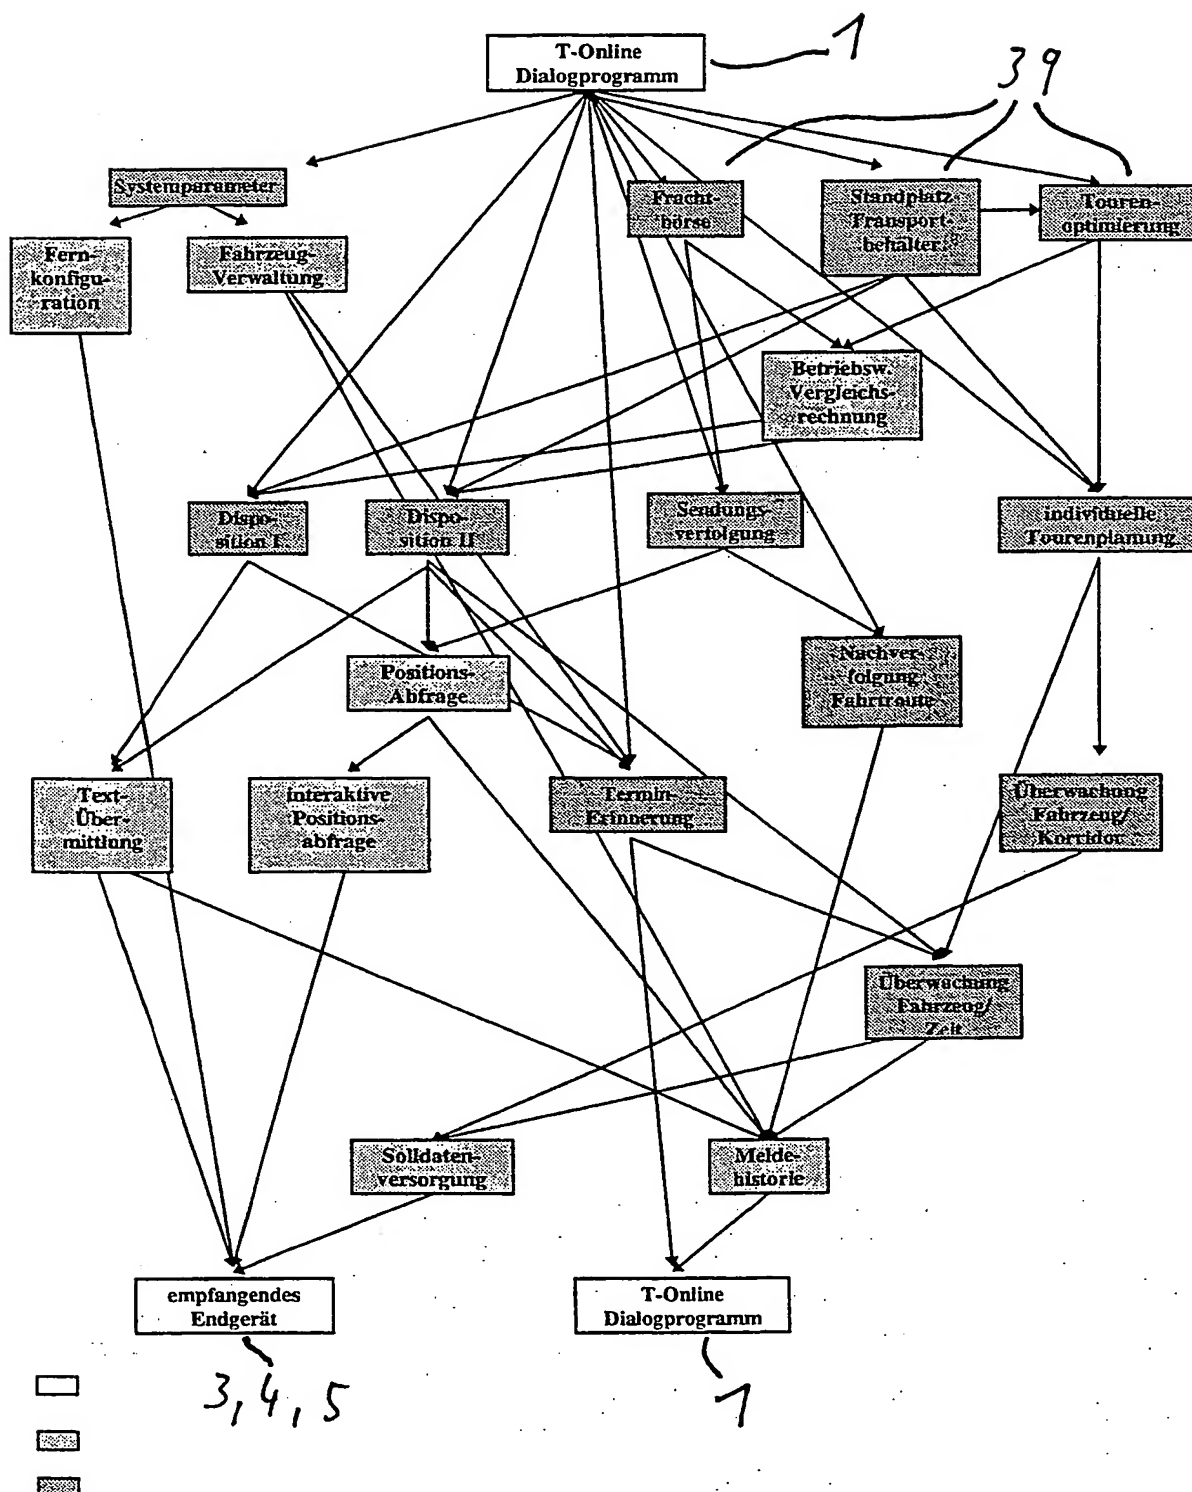 T-Online
Dialogprogramm
1
39
Systemparameter
Fracht-
börse
Standplatz
Transport-
behälter
Touren-
optimierung
Fern-
konfigu-
ration
Fahrzeug-
Verwaltung
Betriebsw.
Vergleichs-
rechnung
Dispo-
sition I
Dispo-
sition II
Sendungs-
verfolgung
individuelle
Tourenplanung
Positions-
Abfrage
Nachver-
folgung
Fahrtroute
Text-
Über-
mittlung
interaktive
Positions-
abfrage
Termin-
Erinnerung
Überwachung
Fahrzeug/
Korridor
Überwachung
Fahrzeug/
Zeit
Solldaten-
versorgung
Melde-
historie
empfangendes
Endgerät
T-Online
Dialogprogramm
3, 4, 5
1